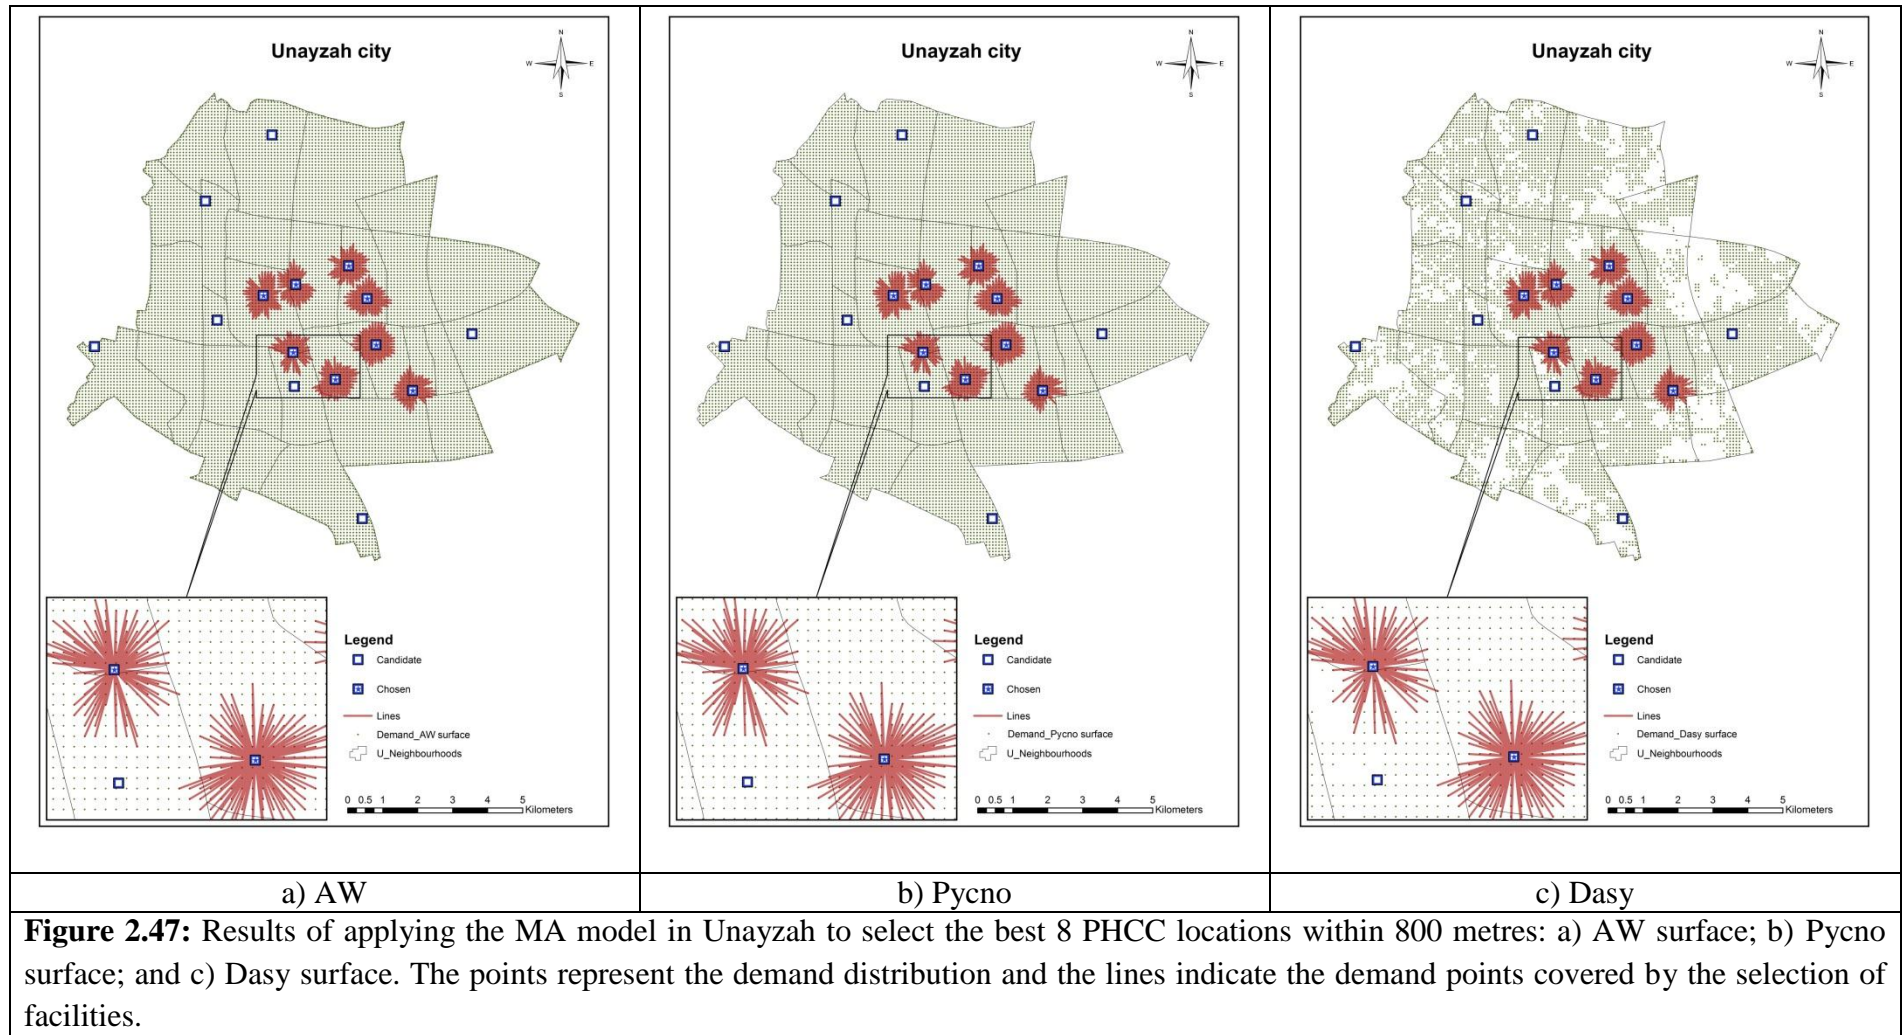 Unayzah city
N
W
E
S
Legend
Candidate
Chosen
Lines
Demand_AW surface
U_Neighbourhoods
0 0.5 1 2 3 4 5
Kilometers
a) AW
Unayzah city
N
W
E
S
Legend
Candidate
Chosen
Lines
Demand_Pycno surface
U_Neighbourhoods
0 0.5 1 2 3 4 5
Kilometers
b) Pycno
Unayzah city
N
W
E
S
Legend
Candidate
Chosen
Lines
Demand_Dasy surface
U_Neighbourhoods
0 0.5 1 2 3 4 5
Kilometers
c) Dasy
Figure 2.47: Results of applying the MA model in Unayzah to select the best 8 PHCC locations within 800 metres: a) AW surface; b) Pycno
surface; and c) Dasy surface. The points represent the demand distribution and the lines indicate the demand points covered by the selection of
facilities.